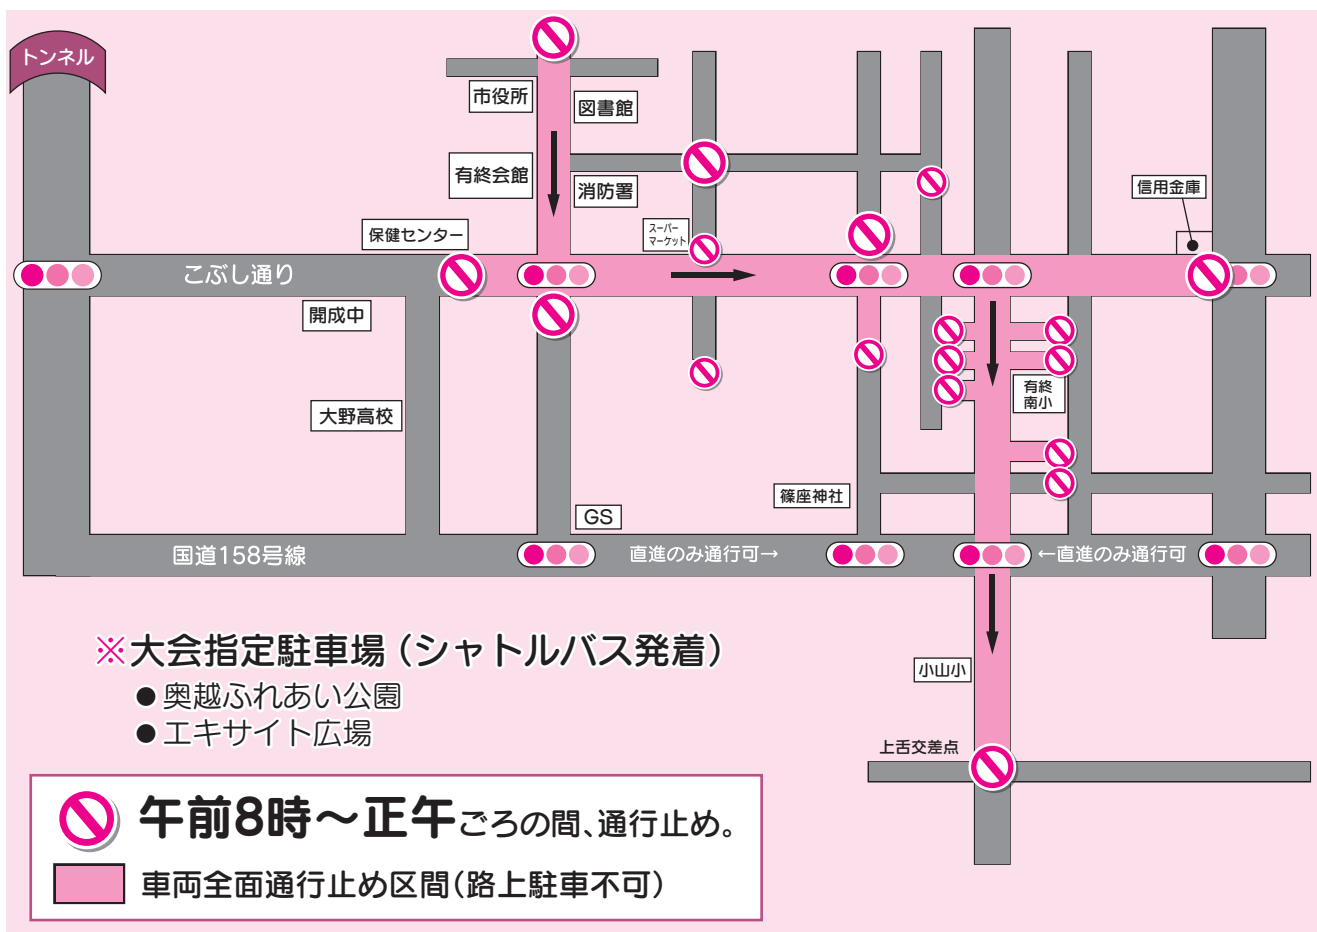 トンネル
市役所
図書館
有終会館
消防署
信用金庫
保健センター
スーパー
マーケット
こぶし通り
開成中
有終
南小
大野高校
篠座神社
GS
国道158号線
直進のみ通行可→
←直進のみ通行可
※大会指定駐車場（シャトルバス発着）
●奥越ふれあい公園
●エキサイト広場
小山小
上舌交差点
午前8時～正午ごろの間、通行止め。
車両全面通行止め区間（路上駐車不可）